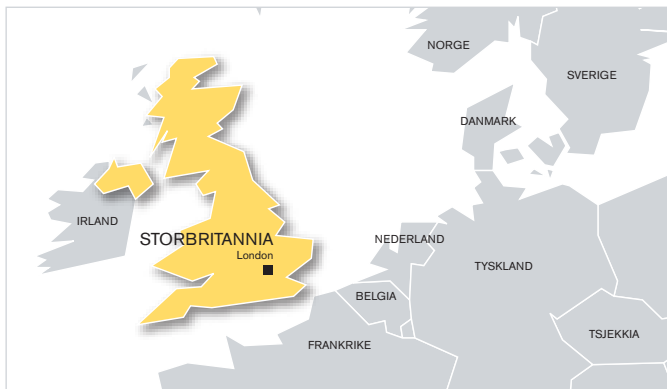 NORGE
SVERIGE
DANMARK
IRLAND
STORBRITANNIA
London
NEDERLAND
TYSKLAND
BELGIA
TSJEKKIA
FRANKRIKE